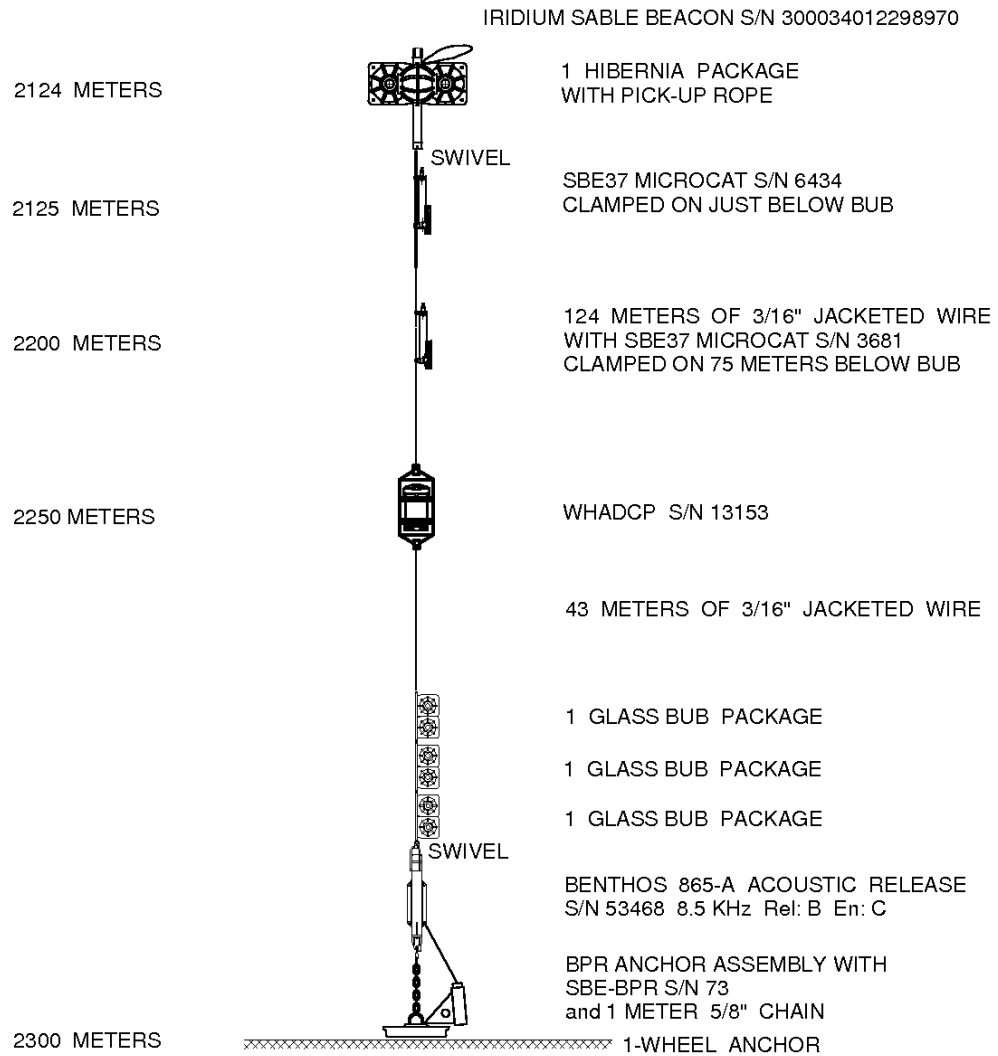 IRIDIUM SABLE BEACON S/N 300034012298970
2124 METERS
1 HIBERNIA PACKAGE
WITH PICK-UP ROPE
SWIVEL
2125 METERS
SBE37 MICROCAT S/N 6434
CLAMPED ON JUST BELOW BUB
2200 METERS
124 METERS OF 3/16" JACKETED WIRE
WITH SBE37 MICROCAT S/N 3681
CLAMPED ON 75 METERS BELOW BUB
2250 METERS
WHADCP S/N 13153
43 METERS OF 3/16" JACKETED WIRE
1 GLASS BUB PACKAGE
1 GLASS BUB PACKAGE
1 GLASS BUB PACKAGE
SWIVEL
BENTHOS 865-A ACOUSTIC RELEASE
S/N 53468 8.5 KHz Rel: B En: C
BPR ANCHOR ASSEMBLY WITH
SBE-BPR S/N 73
and 1 METER 5/8" CHAIN
2300 METERS
1-WHEEL ANCHOR